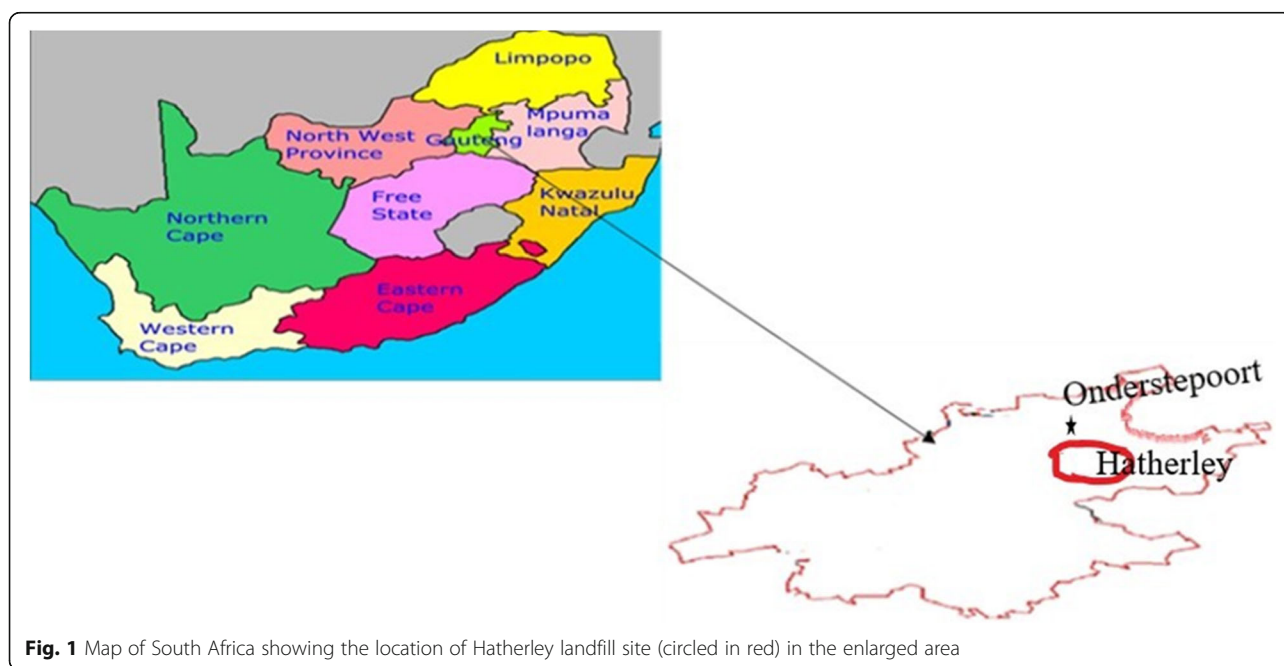 Limpopo
Mpuma
langa
North West
Province
Gauteng
Free
State
Kwazulu
Natal
Northern
Cape
Eastern
Cape
Western
Cape
Onderstepoort
Hatherley
Fig. 1 Map of South Africa showing the location of Hatherley landfill site (circled in red) in the enlarged area